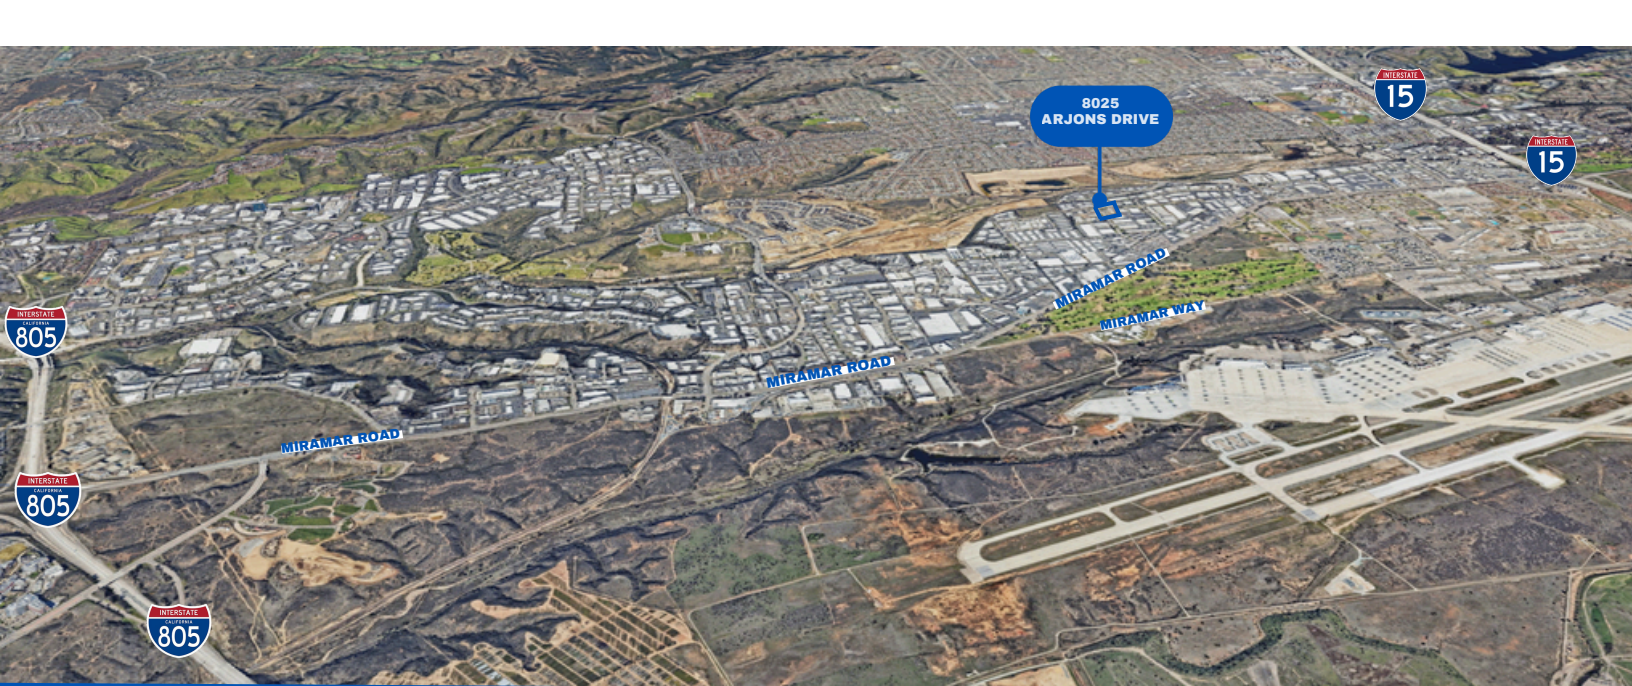 INTERSTATE
15
8025
ARJONS DRIVE
INTERSTATE
15
MIRAMAR ROAD
MIRAMAR WAY
INTERSTATE
CALIFORNIA
805
MIRAMAR ROAD
MIRAMAR ROAD
INTERSTATE
CALIFORNIA
805
INTERSTATE
CALIFORNIA
805